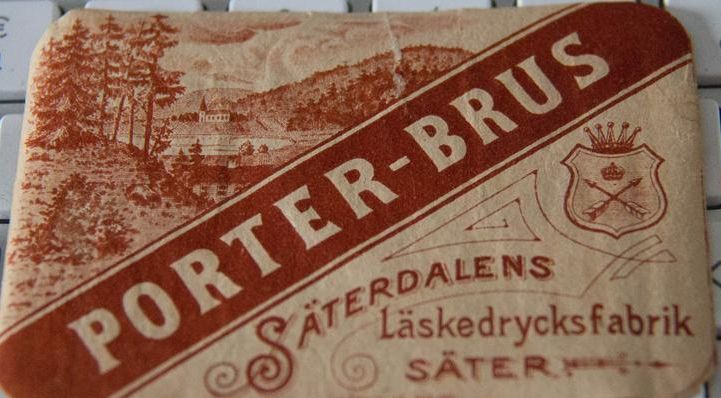 PORTER-BRUS
SÄTERDALENS
Läskedrycksfabrik
SÄTER.